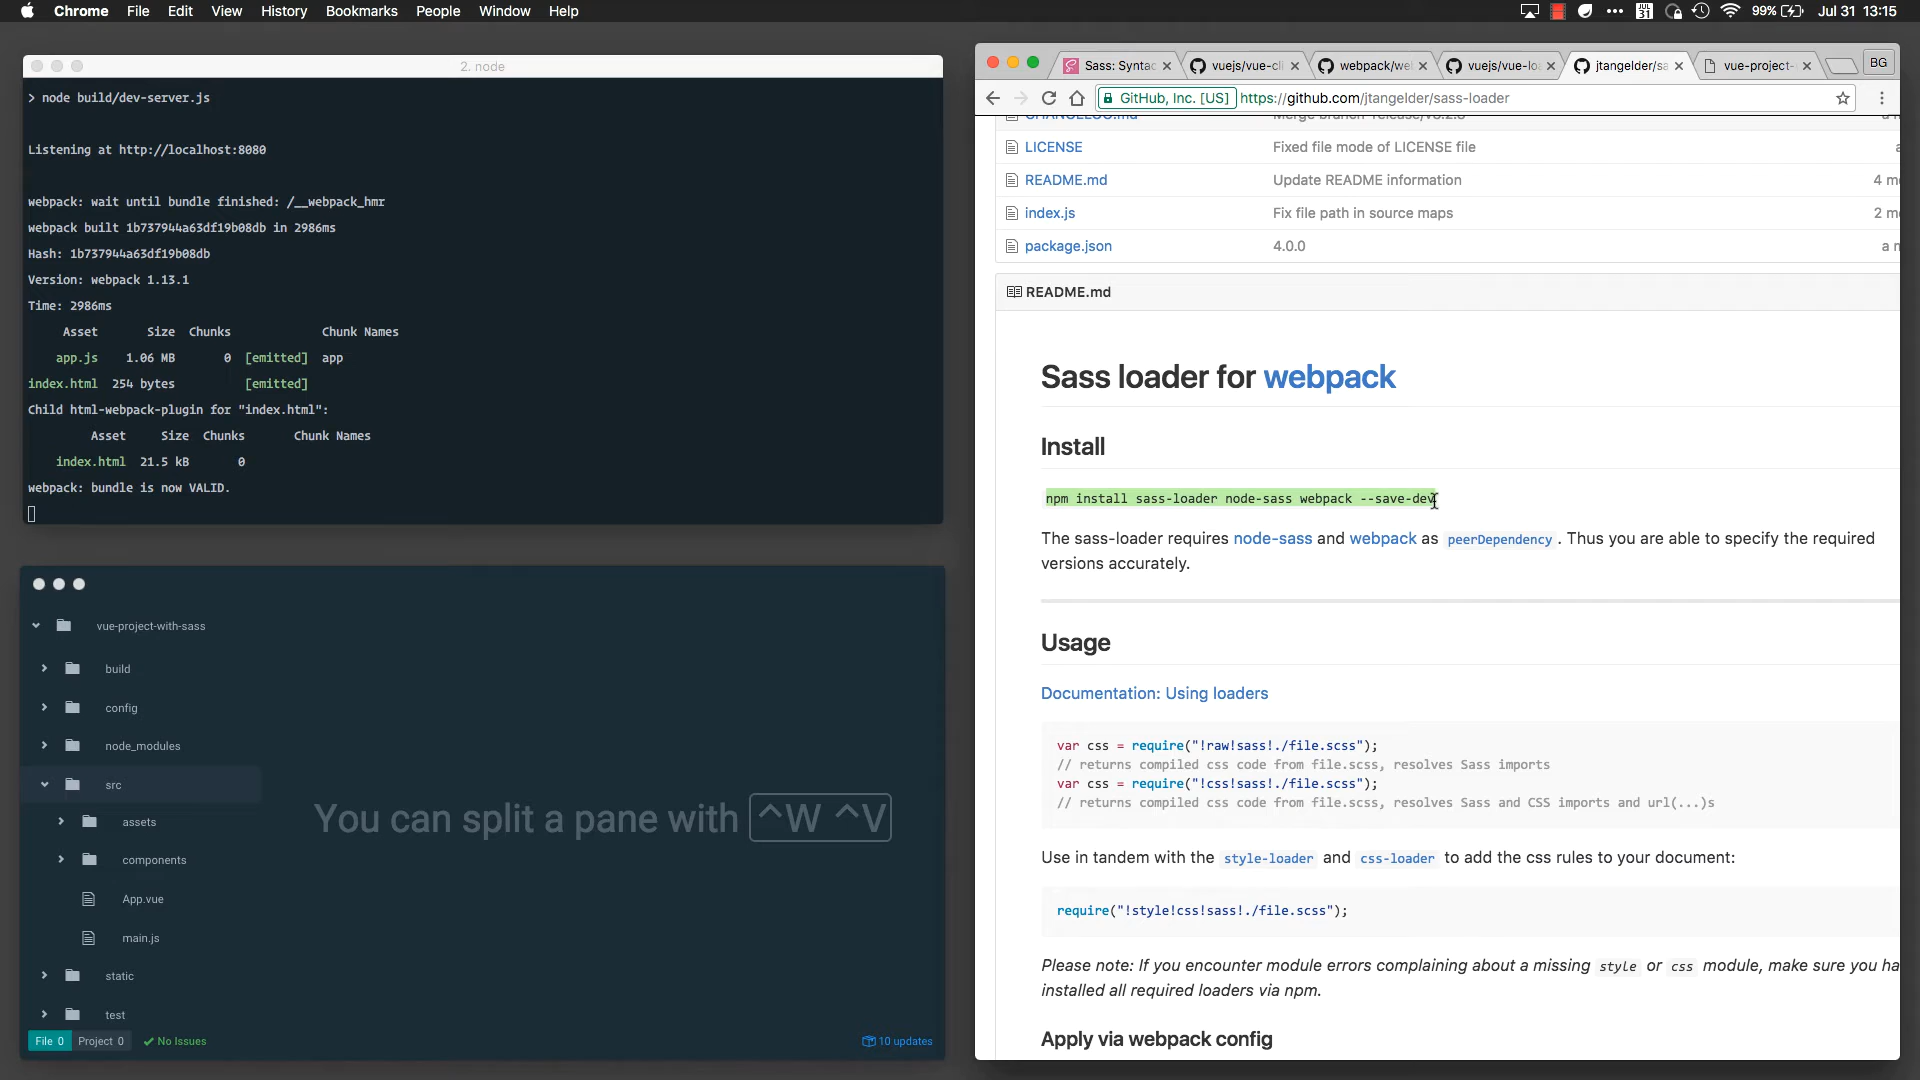 Chrome File Edit View History Bookmarks People Window Help
JUL 31 99% Jul 31 13:15
2. node
> node build/dev-server.js
Listening at http://localhost:8080
webpack: wait until bundle finished: /__webpack_hmr
webpack built 1b737944a63df19b08db in 2986ms
Hash: 1b737944a63df19b08db
Version: webpack 1.13.1
Time: 2986ms
Asset Size Chunks Chunk Names
app.js 1.06 MB 0 [emitted] app
index.html 254 bytes [emitted]
Child html-webpack-plugin for "index.html":
Asset Size Chunks Chunk Names
index.html 21.5 kB 0
webpack: bundle is now VALID.
vue-project-with-sass
build
config
node_modules
src
assets
components
App.vue
main.js
static
test
You can split a pane with ^W ^V
File 0 Project 0 No Issues 10 updates
Sass: Syntac vuejs/vue-cli webpack/we vuejs/vue-lo jtangelder/sa vue-project- BG
GitHub, Inc. [US] https://github.com/jtangelder/sass-loader
CHANGELOG.md Merge branch 'release/v3.2.3'
LICENSE Fixed file mode of LICENSE file
README.md Update README information 4 m
index.js Fix file path in source maps 2 m
package.json 4.0.0 a
README.md
Sass loader for webpack
Install
npm install sass-loader node-sass webpack --save-dev
The sass-loader requires node-sass and webpack as peerDependency . Thus you are able to specify the required
versions accurately.
Usage
Documentation: Using loaders
var css = require("!raw!sass!./file.scss");
// returns compiled css code from file.scss, resolves Sass imports
var css = require("!css!sass!./file.scss");
// returns compiled css code from file.scss, resolves Sass and CSS imports and url(...)s
Use in tandem with the style-loader and css-loader to add the css rules to your document:
require("!style!css!sass!./file.scss");
Please note: If you encounter module errors complaining about a missing style or css module, make sure you ha
installed all required loaders via npm.
Apply via webpack config